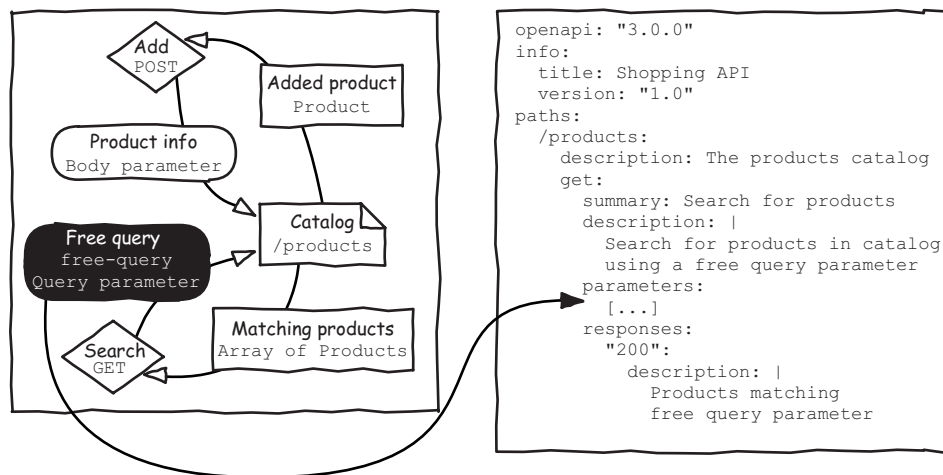 Add
POST
Added product
Product
Product info
Body parameter
Catalog
/products
Free query
free-query
Query parameter
Matching products
Array of Products
Search
GET
openapi: "3.0.0"
info:
  title: Shopping API
  version: "1.0"
paths:
  /products:
    description: The products catalog
    get:
      summary: Search for products
      description: |
        Search for products in catalog
        using a free query parameter
      parameters:
        [...]
      responses:
        "200":
          description: |
            Products matching
            free query parameter